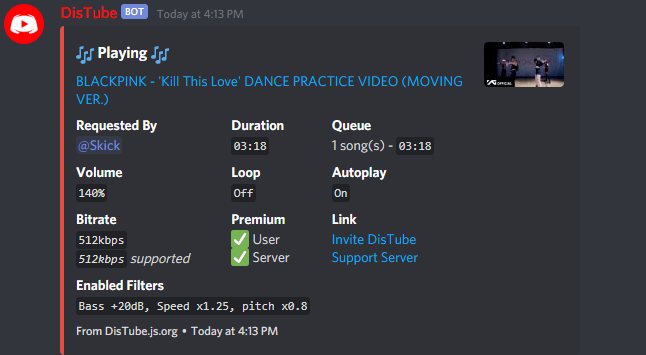 DisTube BOT Today at 4:13 PM
🎶 Playing 🎶
BLACKPINK - 'Kill This Love' DANCE PRACTICE VIDEO (MOVING
VER.)
Requested By Duration Queue
@Skick 03:18 1 song(s) - 03:18
Volume Loop Autoplay
140% Off On
Bitrate Premium Link
512kbps ✅ User Invite DisTube
512kbps supported ✅ Server Support Server
Enabled Filters
Bass +20dB, Speed x1.25, pitch x0.8
From DisTube.js.org • Today at 4:13 PM
YG OFFICIAL